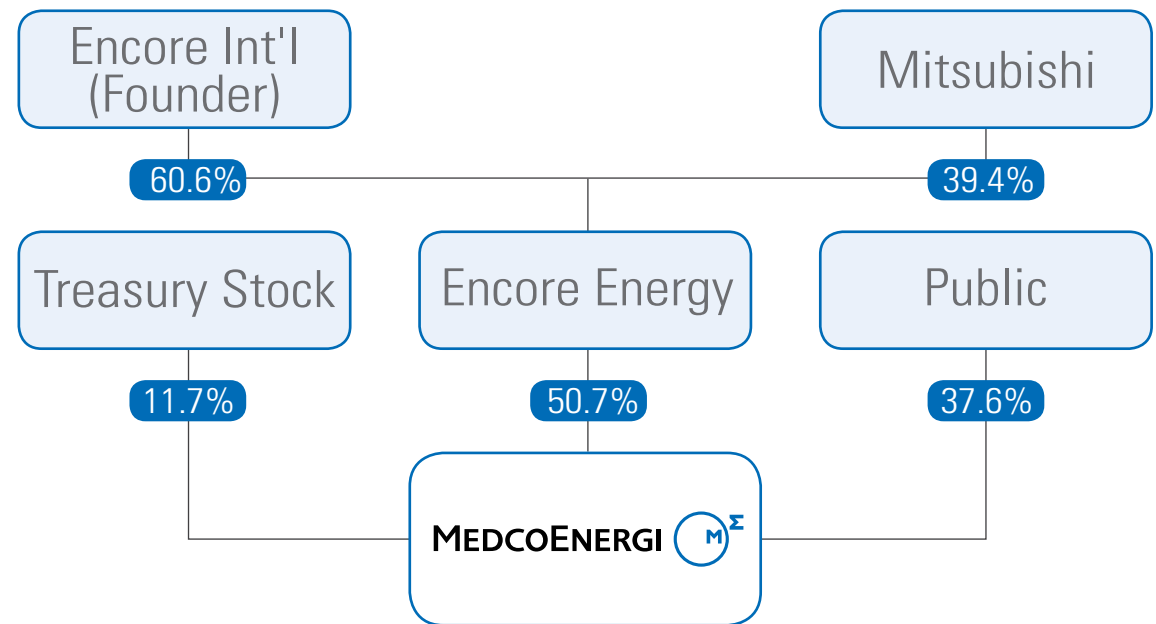 Encore Int'l
(Founder)
Mitsubishi
60.6%
39.4%
Treasury Stock
Encore Energy
Public
11.7%
50.7%
37.6%
MEDCOENERGI
M Σ